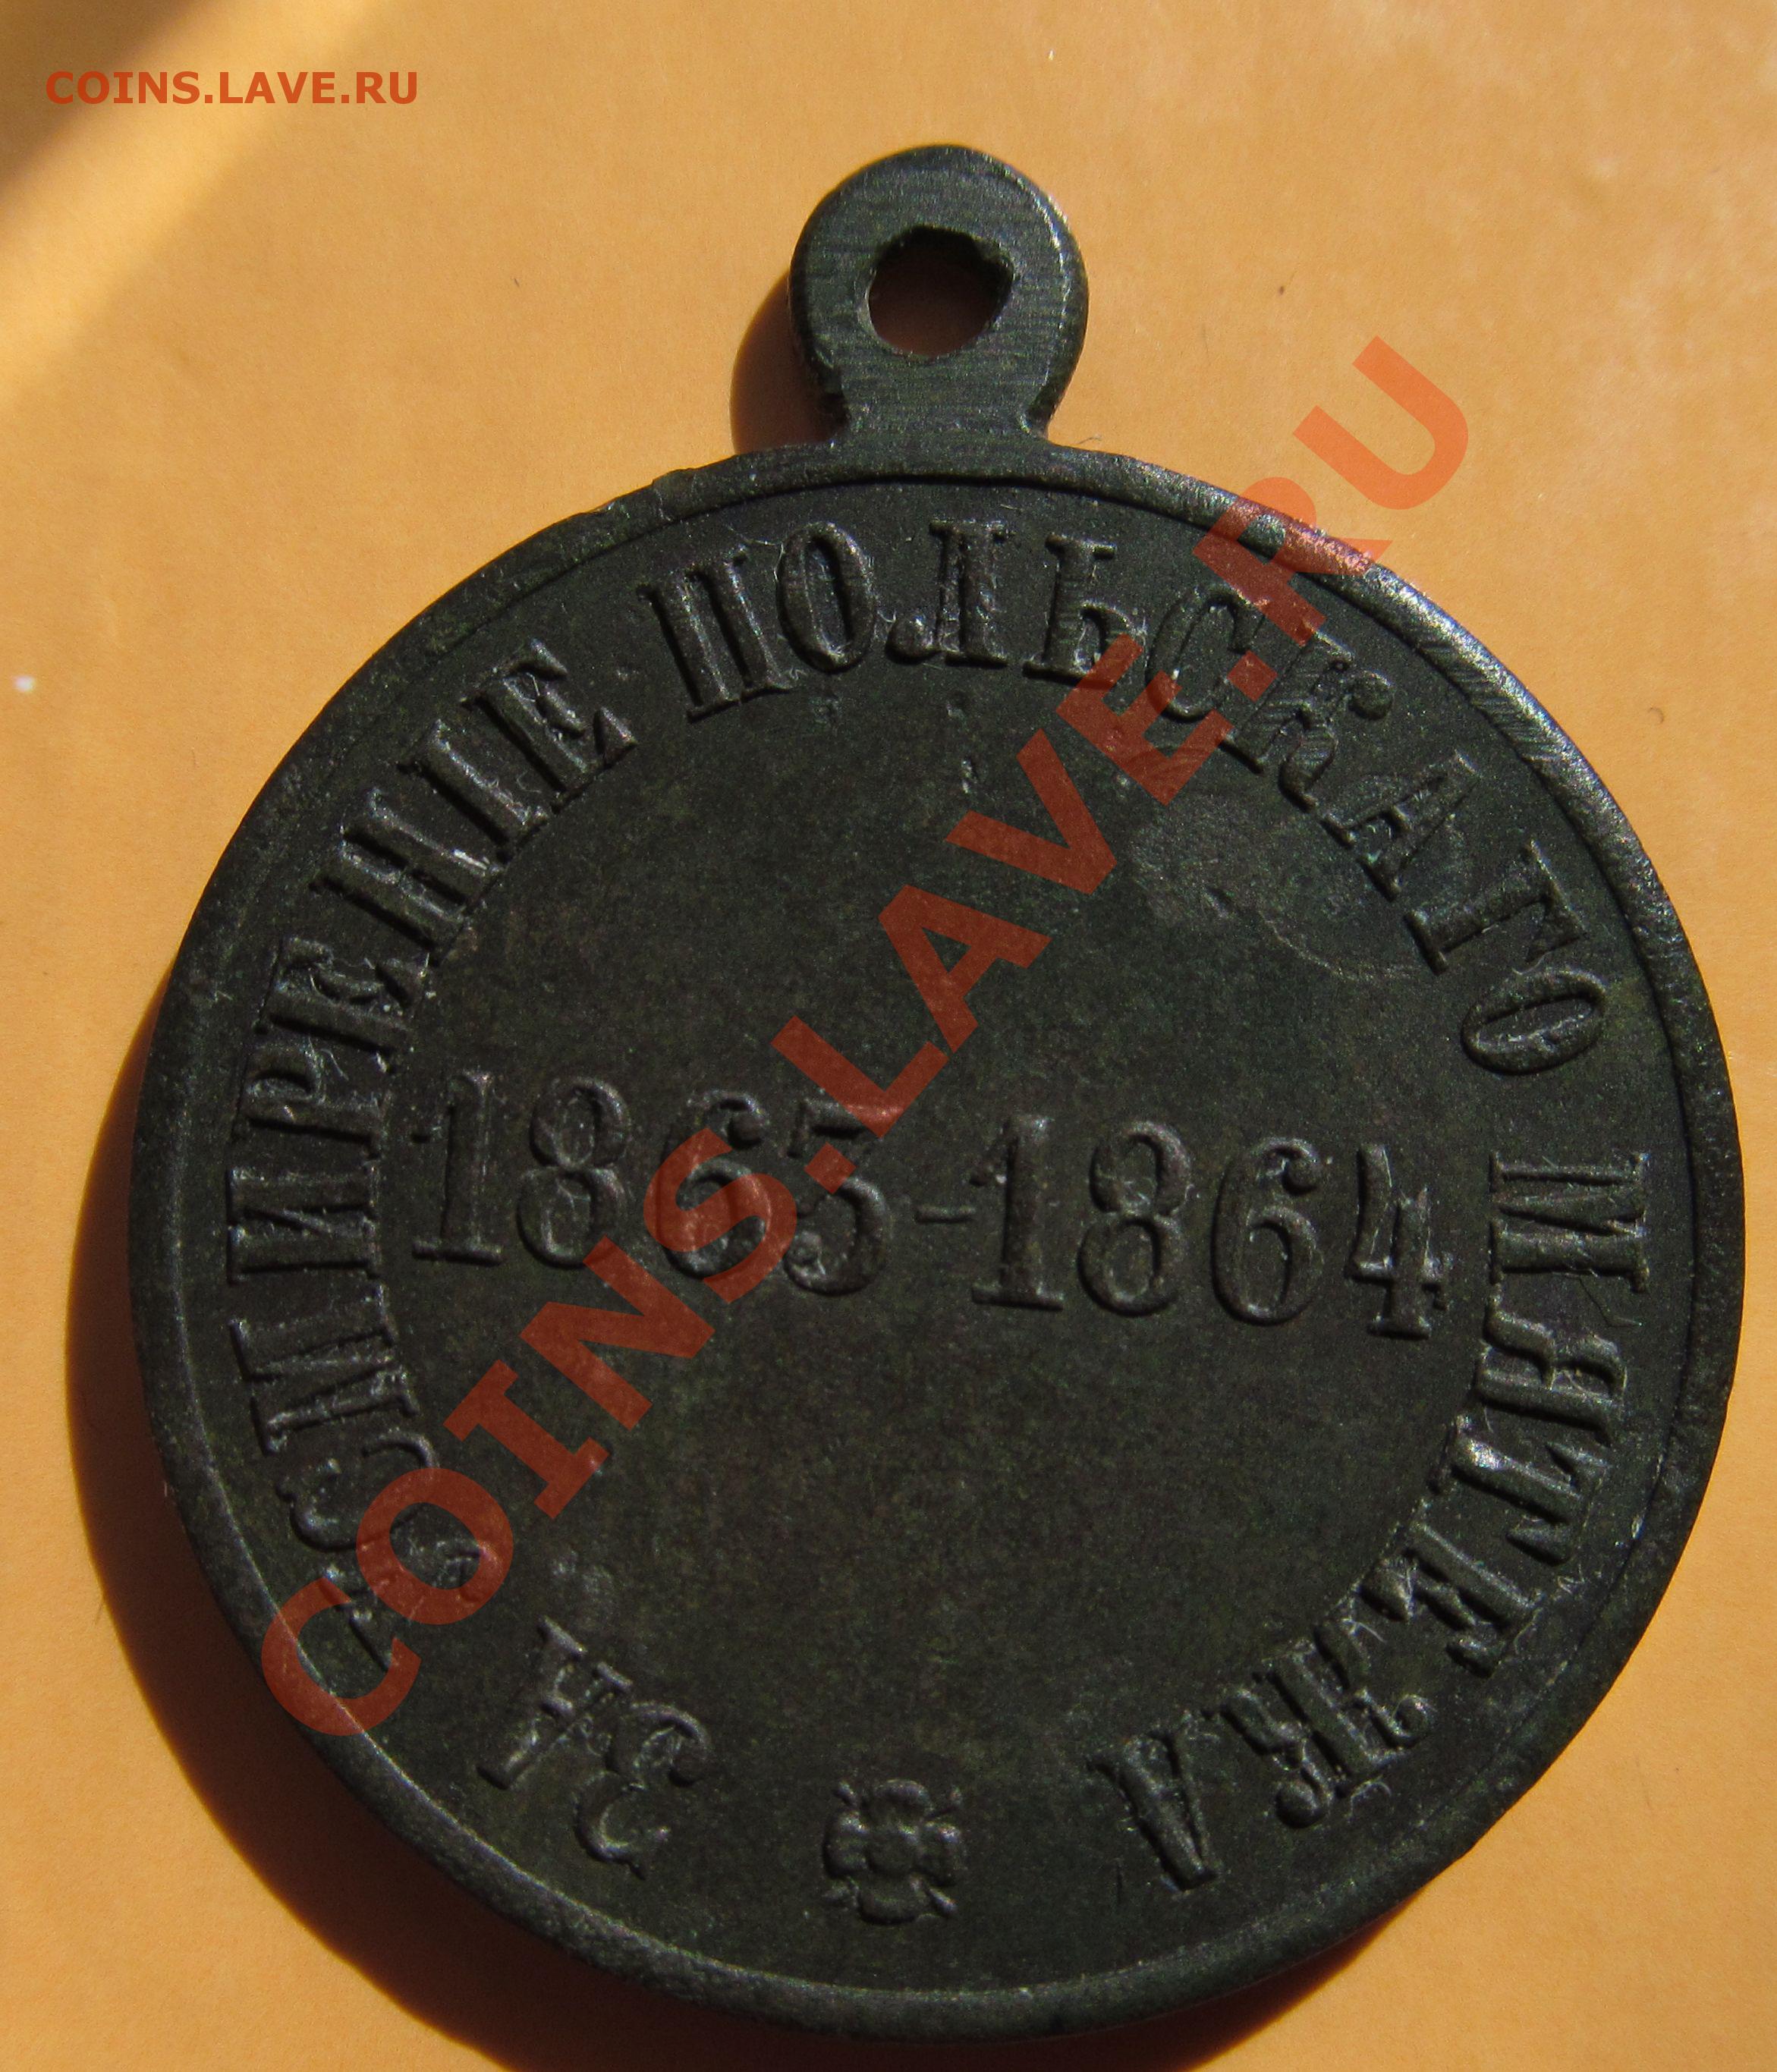 COINS.LAVE.RU
ЗА УСМИРЕНІЕ ПОЛЬСКАГО МЯТЕЖА
1863-1864
COINS.LAVE.RU